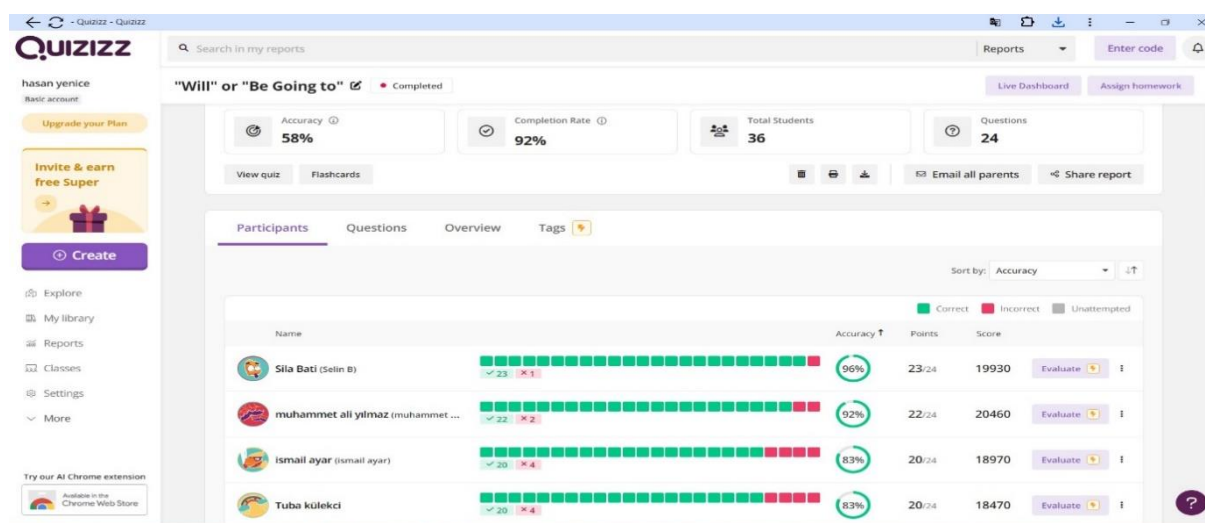 - Quizizz - Quizizz
QUIZIZZ
Search in my reports
Reports
Enter code
hasan yenice
Basic account
"Will" or "Be Going to"
Completed
Live Dashboard
Assign homework
Upgrade your Plan
Accuracy
58%
Completion Rate
92%
Total Students
36
Questions
24
Invite & earn
free Super
View quiz
Flashcards
Email all parents
Share report
Participants
Questions
Overview
Tags
Create
Sort by: Accuracy
Explore
My library
Reports
Classes
Settings
More
Correct
Incorrect
Unattempted
Name
Accuracy
Points
Score
Sila Bati (Selin B)
23
1
96%
23/24
19930
Evaluate
muhammet ali yılmaz (muhammet ...
22
2
92%
22/24
20460
Evaluate
ismail ayar (ismail ayar)
20
4
83%
20/24
18970
Evaluate
Tuba külekci
20
4
83%
20/24
18470
Evaluate
Try our AI Chrome extension
Available in the
Chrome Web Store
?